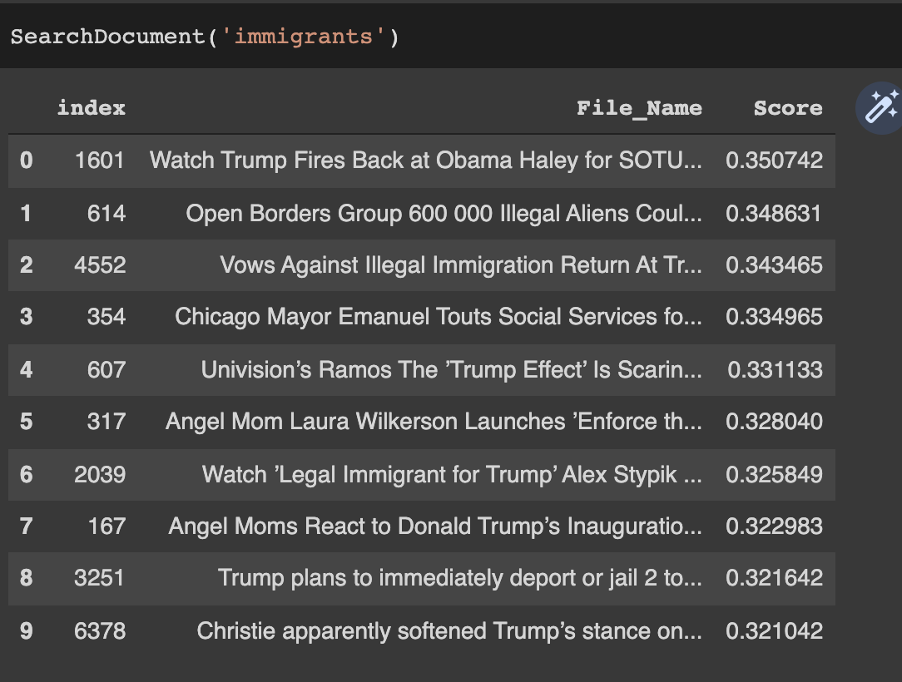 SearchDocument('immigrants')
index File_Name Score
0 1601 Watch Trump Fires Back at Obama Haley for SOTU... 0.350742
1 614 Open Borders Group 600 000 Illegal Aliens Coul... 0.348631
2 4552 Vows Against Illegal Immigration Return At Tr... 0.343465
3 354 Chicago Mayor Emanuel Touts Social Services fo... 0.334965
4 607 Univision’s Ramos The ’Trump Effect’ Is Scarin... 0.331133
5 317 Angel Mom Laura Wilkerson Launches ’Enforce th... 0.328040
6 2039 Watch ’Legal Immigrant for Trump’ Alex Stypik ... 0.325849
7 167 Angel Moms React to Donald Trump’s Inauguratio... 0.322983
8 3251 Trump plans to immediately deport or jail 2 to... 0.321642
9 6378 Christie apparently softened Trump’s stance on... 0.321042